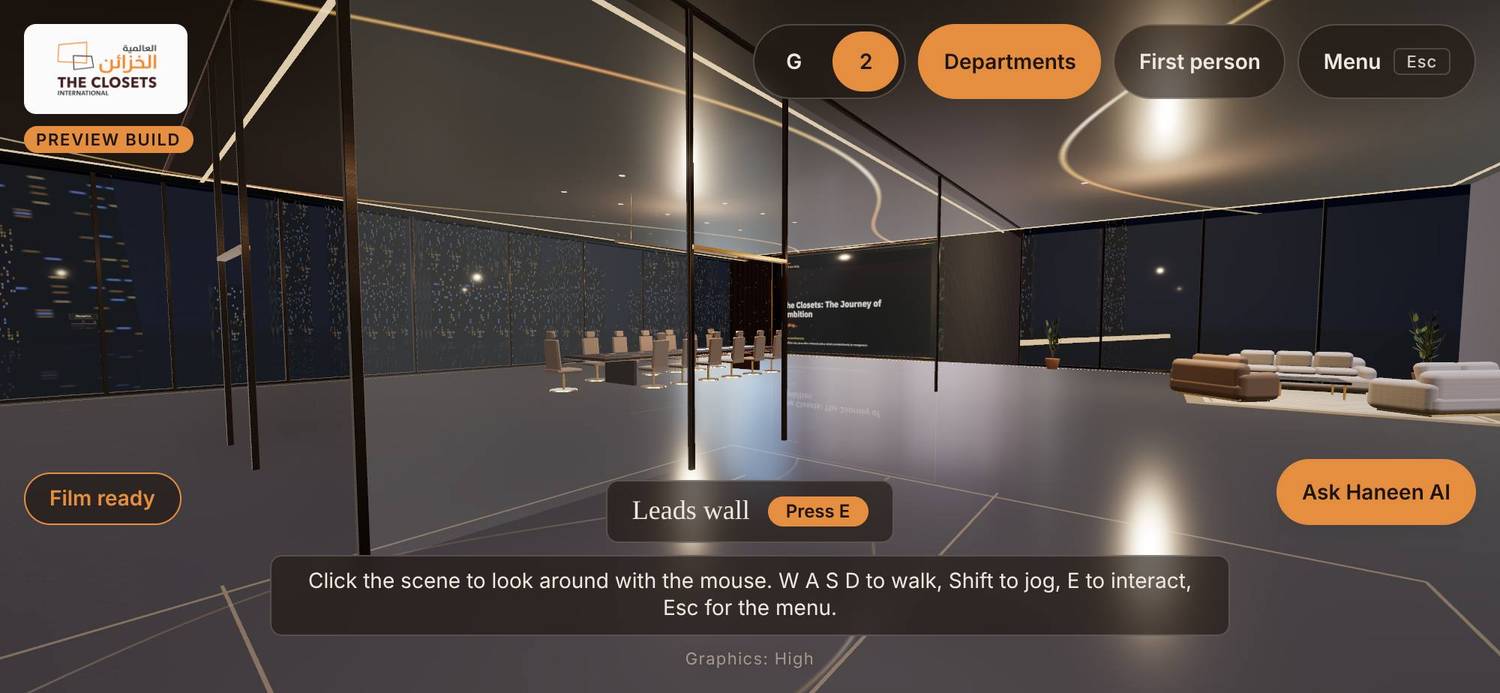 العالمية
الخزائن
THE CLOSETS
INTERNATIONAL
PREVIEW BUILD
G
2
Departments
First person
Menu Esc
he Closets: The Journey of
mbition
Film ready
Leads wall Press E
Ask Haneen AI
Click the scene to look around with the mouse. W A S D to walk, Shift to jog, E to interact,
Esc for the menu.
Graphics: High